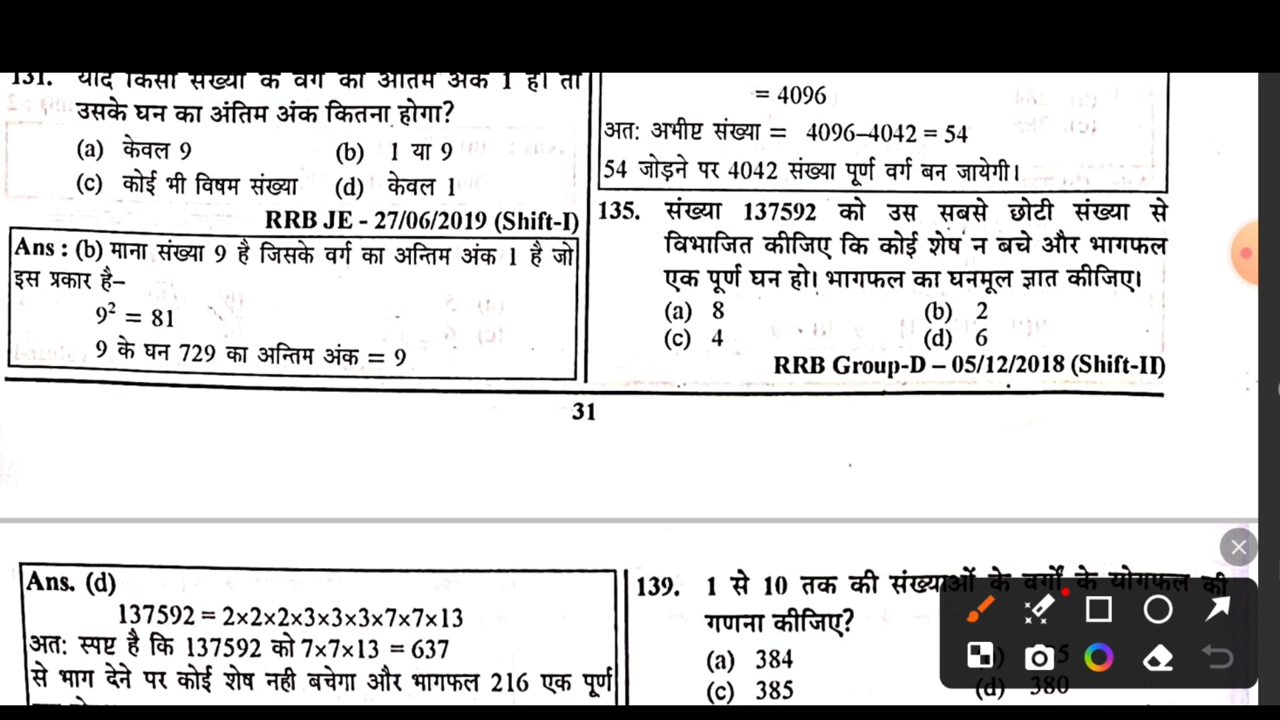 131. यदि किसी संख्या के वर्ग का अंतिम अंक 1 हो तो
उसके घन का अंतिम अंक कितना होगा?
(a) केवल 9 (b) 1 या 9
(c) कोई भी विषम संख्या (d) केवल 1
RRB JE - 27/06/2019 (Shift-I)
Ans : (b) माना संख्या 9 है जिसके वर्ग का अन्तिम अंक 1 है जो
इस प्रकार है–
9² = 81
9 के घन 729 का अन्तिम अंक = 9
= 4096
अत: अभीष्ट संख्या = 4096–4042 = 54
54 जोड़ने पर 4042 संख्या पूर्ण वर्ग बन जायेगी।
135. संख्या 137592 को उस सबसे छोटी संख्या से
विभाजित कीजिए कि कोई शेष न बचे और भागफल
एक पूर्ण घन हो। भागफल का घनमूल ज्ञात कीजिए।
(a) 8 (b) 2
(c) 4 (d) 6
RRB Group-D – 05/12/2018 (Shift-II)
31
Ans. (d)
137592 = 2×2×2×3×3×3×7×7×13
अत: स्पष्ट है कि 137592 को 7×7×13 = 637
से भाग देने पर कोई शेष नही बचेगा और भागफल 216 एक पूर्ण
139. 1 से 10 तक की संख्याओं के वर्गों के योगफल की
गणना कीजिए?
(a) 384
(c) 385 (d) 380